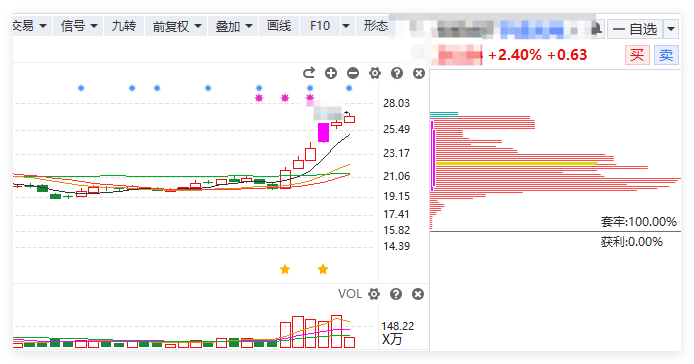 交易 信号 九转 前复权 叠加 画线 F10 形态 一 自选
+2.40% +0.63 买 卖
28.03
25.49
23.17
21.06
19.15
17.41
15.82
14.39
套牢:100.00%
获利:0.00%
VOL
148.22
X万